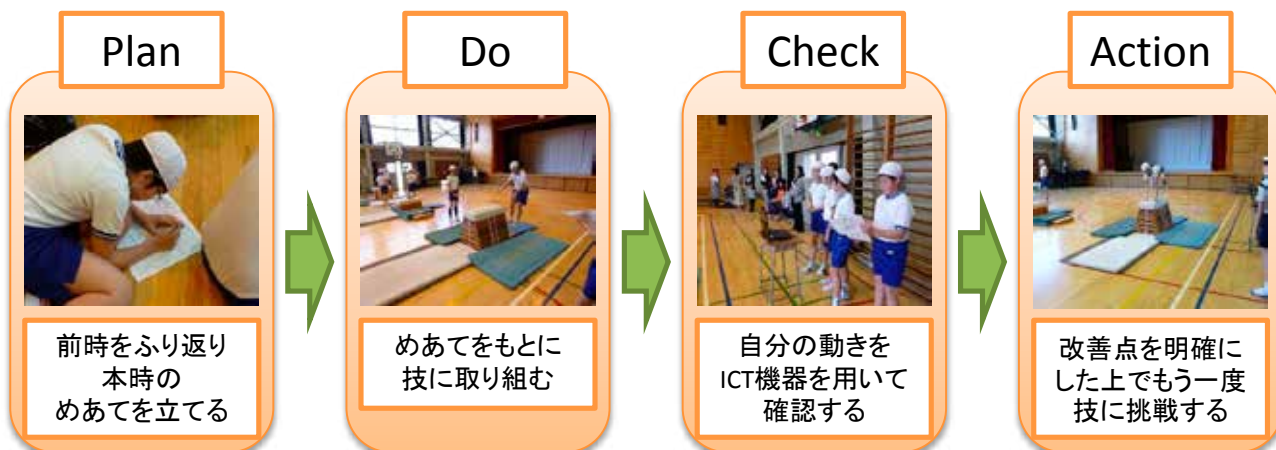 Plan
前時をふり返り
本時の
めあてを立てる
Do
めあてをもとに
技に取り組む
Check
自分の動きを
ICT機器を用いて
確認する
Action
改善点を明確に
した上でもう一度
技に挑戦する